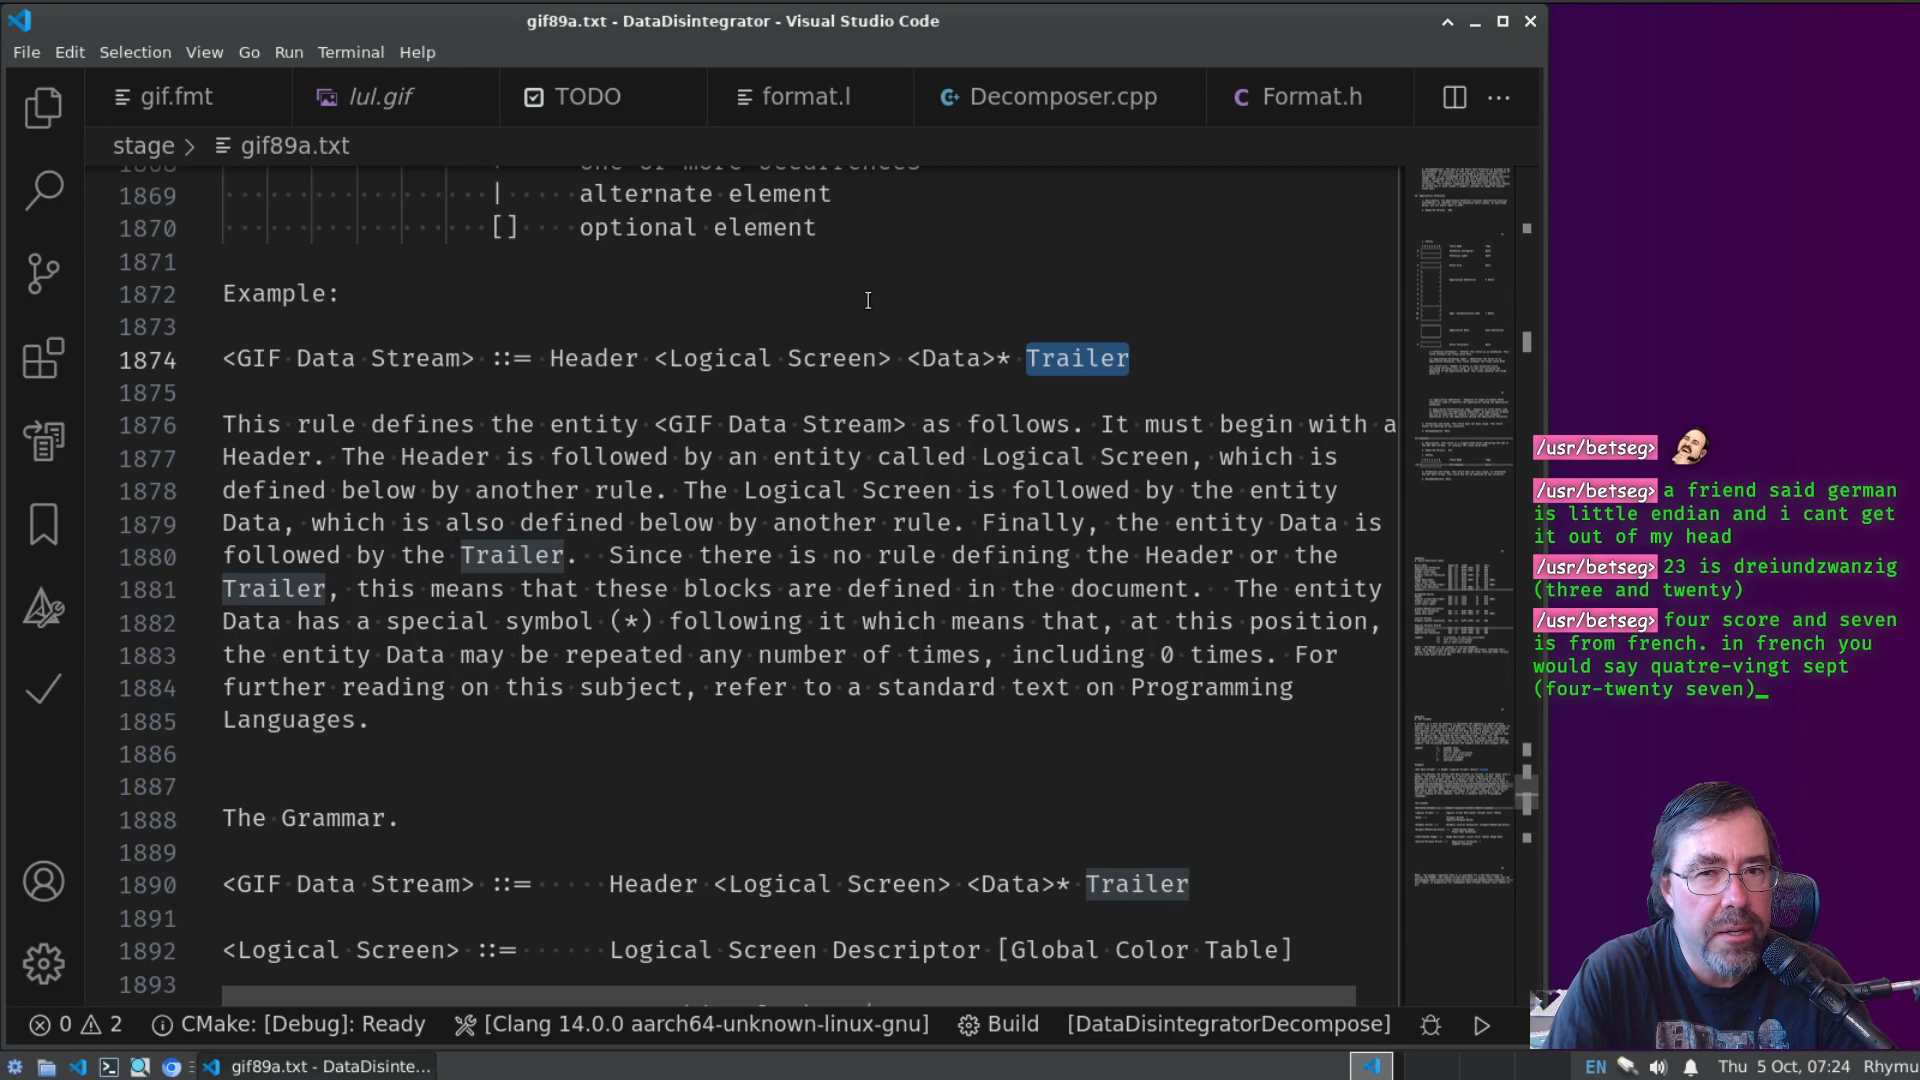 gif89a.txt - DataDisintegrator - Visual Studio Code
File Edit Selection View Go Run Terminal Help
gif.fmt lul.gif TODO format.l Decomposer.cpp Format.h
stage > gif89a.txt
1869 | alternate element
1870 [] optional element
1871
1872 Example:
1873
1874 <GIF Data Stream> ::= Header <Logical Screen> <Data>* Trailer
1875
1876 This rule defines the entity <GIF Data Stream> as follows. It must begin with a
1877 Header. The Header is followed by an entity called Logical Screen, which is
1878 defined below by another rule. The Logical Screen is followed by the entity
1879 Data, which is also defined below by another rule. Finally, the entity Data is
1880 followed by the Trailer.  Since there is no rule defining the Header or the
1881 Trailer, this means that these blocks are defined in the document.  The entity
1882 Data has a special symbol (*) following it which means that, at this position,
1883 the entity Data may be repeated any number of times, including 0 times. For
1884 further reading on this subject, refer to a standard text on Programming
1885 Languages.
1886
1887
1888 The Grammar.
1889
1890 <GIF Data Stream> ::= Header <Logical Screen> <Data>* Trailer
1891
1892 <Logical Screen> ::= Logical Screen Descriptor [Global Color Table]
1893
/usr/betseg>
/usr/betseg> a friend said german
is little endian and i cant get
it out of my head
/usr/betseg> 23 is dreiundzwanzig
(three and twenty)
/usr/betseg> four score and seven
is from french. in french you
would say quatre-vingt sept
(four-twenty seven)_
0 2 CMake: [Debug]: Ready [Clang 14.0.0 aarch64-unknown-linux-gnu] Build [DataDisintegratorDecompose]
gif89a.txt - DataDisinte... EN Thu 5 Oct, 07:24 Rhymu